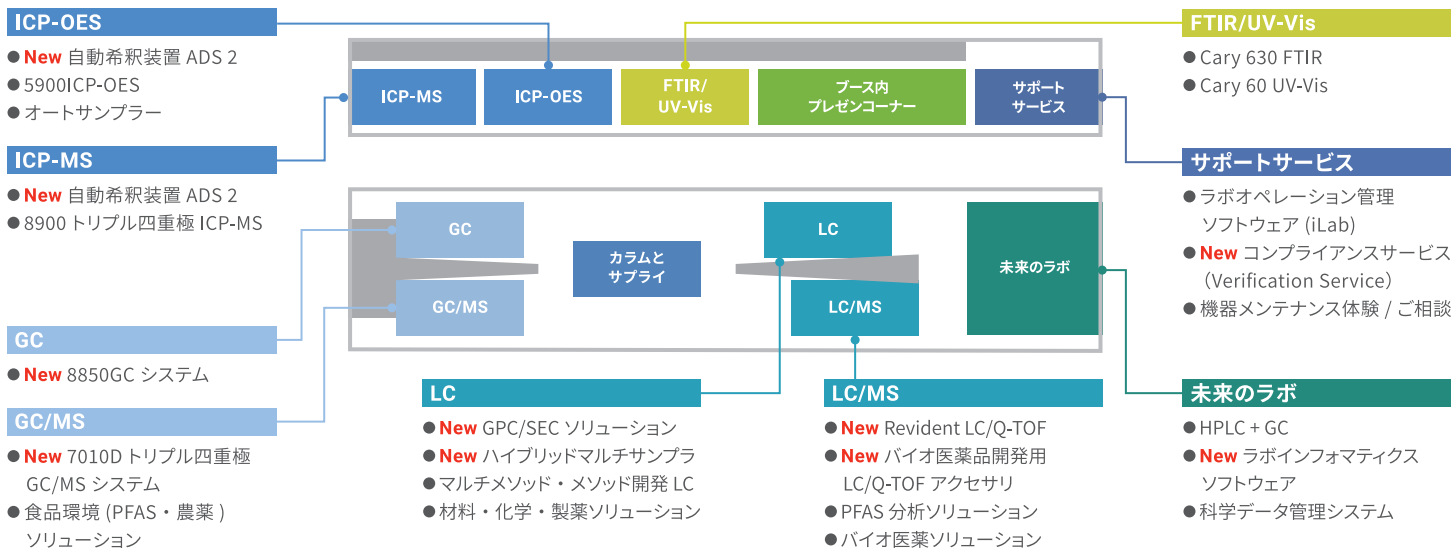 ICP-OES
● New 自動希釈装置 ADS 2
● 5900ICP-OES
● オートサンプラー
ICP-MS
● New 自動希釈装置 ADS 2
● 8900 トリプル四重極 ICP-MS
GC
● New 8850GC システム
GC/MS
● New 7010D トリプル四重極
GC/MS システム
● 食品環境 (PFAS・農薬 )
ソリューション
ICP-MS
ICP-OES
FTIR/
UV-Vis
ブース内
プレゼンコーナー
サポート
サービス
GC
GC/MS
カラムと
サプライ
LC
LC/MS
未来のラボ
LC
● New GPC/SEC ソリューション
● New ハイブリッドマルチサンプラ
● マルチメソッド・メソッド開発 LC
● 材料・化学・製薬ソリューション
LC/MS
● New Revident LC/Q-TOF
● New バイオ医薬品開発用
LC/Q-TOF アクセサリ
● PFAS 分析ソリューション
● バイオ医薬ソリューション
FTIR/UV-Vis
● Cary 630 FTIR
● Cary 60 UV-Vis
サポートサービス
● ラボオペレーション管理
ソフトウェア (iLab)
● New コンプライアンスサービス
（Verification Service）
● 機器メンテナンス体験 / ご相談
未来のラボ
● HPLC + GC
● New ラボインフォマティクス
ソフトウェア
● 科学データ管理システム